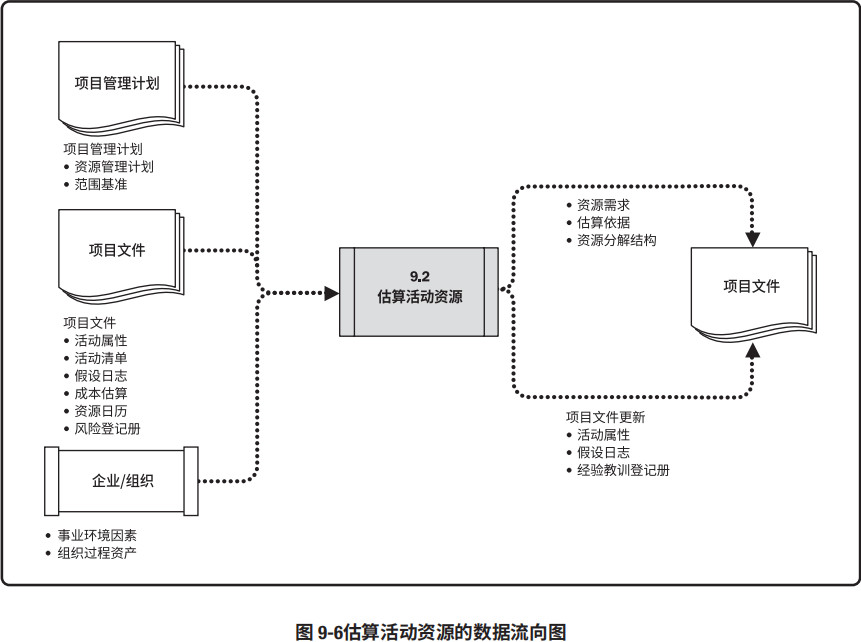 项目管理计划
项目管理计划
● 资源管理计划
● 范围基准
项目文件
项目文件
● 活动属性
● 活动清单
● 假设日志
● 成本估算
● 资源日历
● 风险登记册
企业/组织
● 事业环境因素
● 组织过程资产
9.2
估算活动资源
● 资源需求
● 估算依据
● 资源分解结构
项目文件
项目文件更新
● 活动属性
● 假设日志
● 经验教训登记册
图 9-6估算活动资源的数据流向图